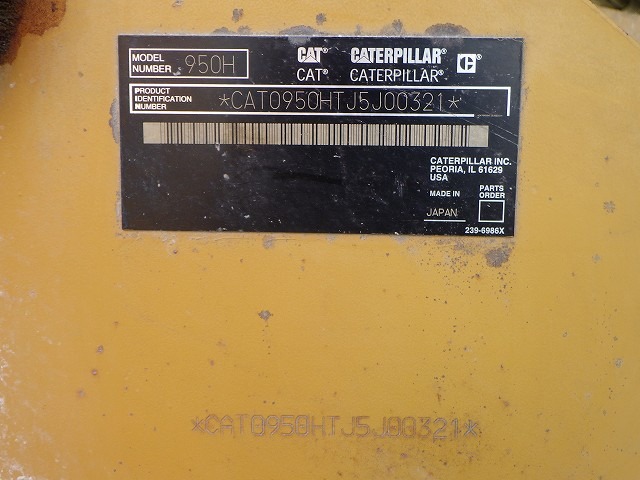 MODEL NUMBER 950H
CAT® CATERPILLAR® C®
CAT® CATERPILLAR®
PRODUCT IDENTIFICATION NUMBER *CAT0950HTJ5J00321*
CATERPILLAR INC.
PEORIA, IL 61629
USA
MADE IN
JAPAN
PARTS ORDER
239-6986X
*CAT0950HTJ5J00321*